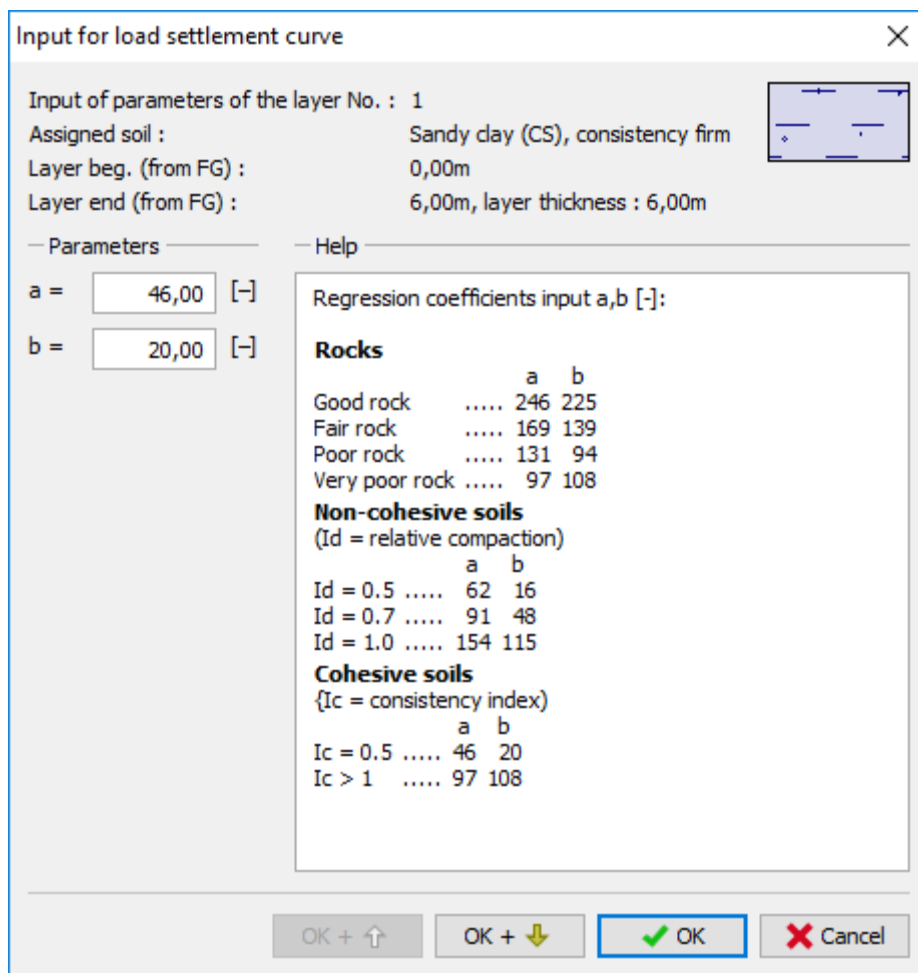 Input for load settlement curve
Input of parameters of the layer No. : 1
Assigned soil : Sandy clay (CS), consistency firm
Layer beg. (from FG) : 0,00m
Layer end (from FG) : 6,00m, layer thickness : 6,00m
Parameters
a = 46,00 [–]
b = 20,00 [–]
Help
Regression coefficients input a,b [-]:
Rocks
a b
Good rock ..... 246 225
Fair rock ..... 169 139
Poor rock ..... 131 94
Very poor rock ..... 97 108
Non-cohesive soils
(Id = relative compaction)
a b
Id = 0.5 ..... 62 16
Id = 0.7 ..... 91 48
Id = 1.0 ..... 154 115
Cohesive soils
{Ic = consistency index)
a b
Ic = 0.5 ..... 46 20
Ic > 1 ..... 97 108
OK + OK + OK Cancel